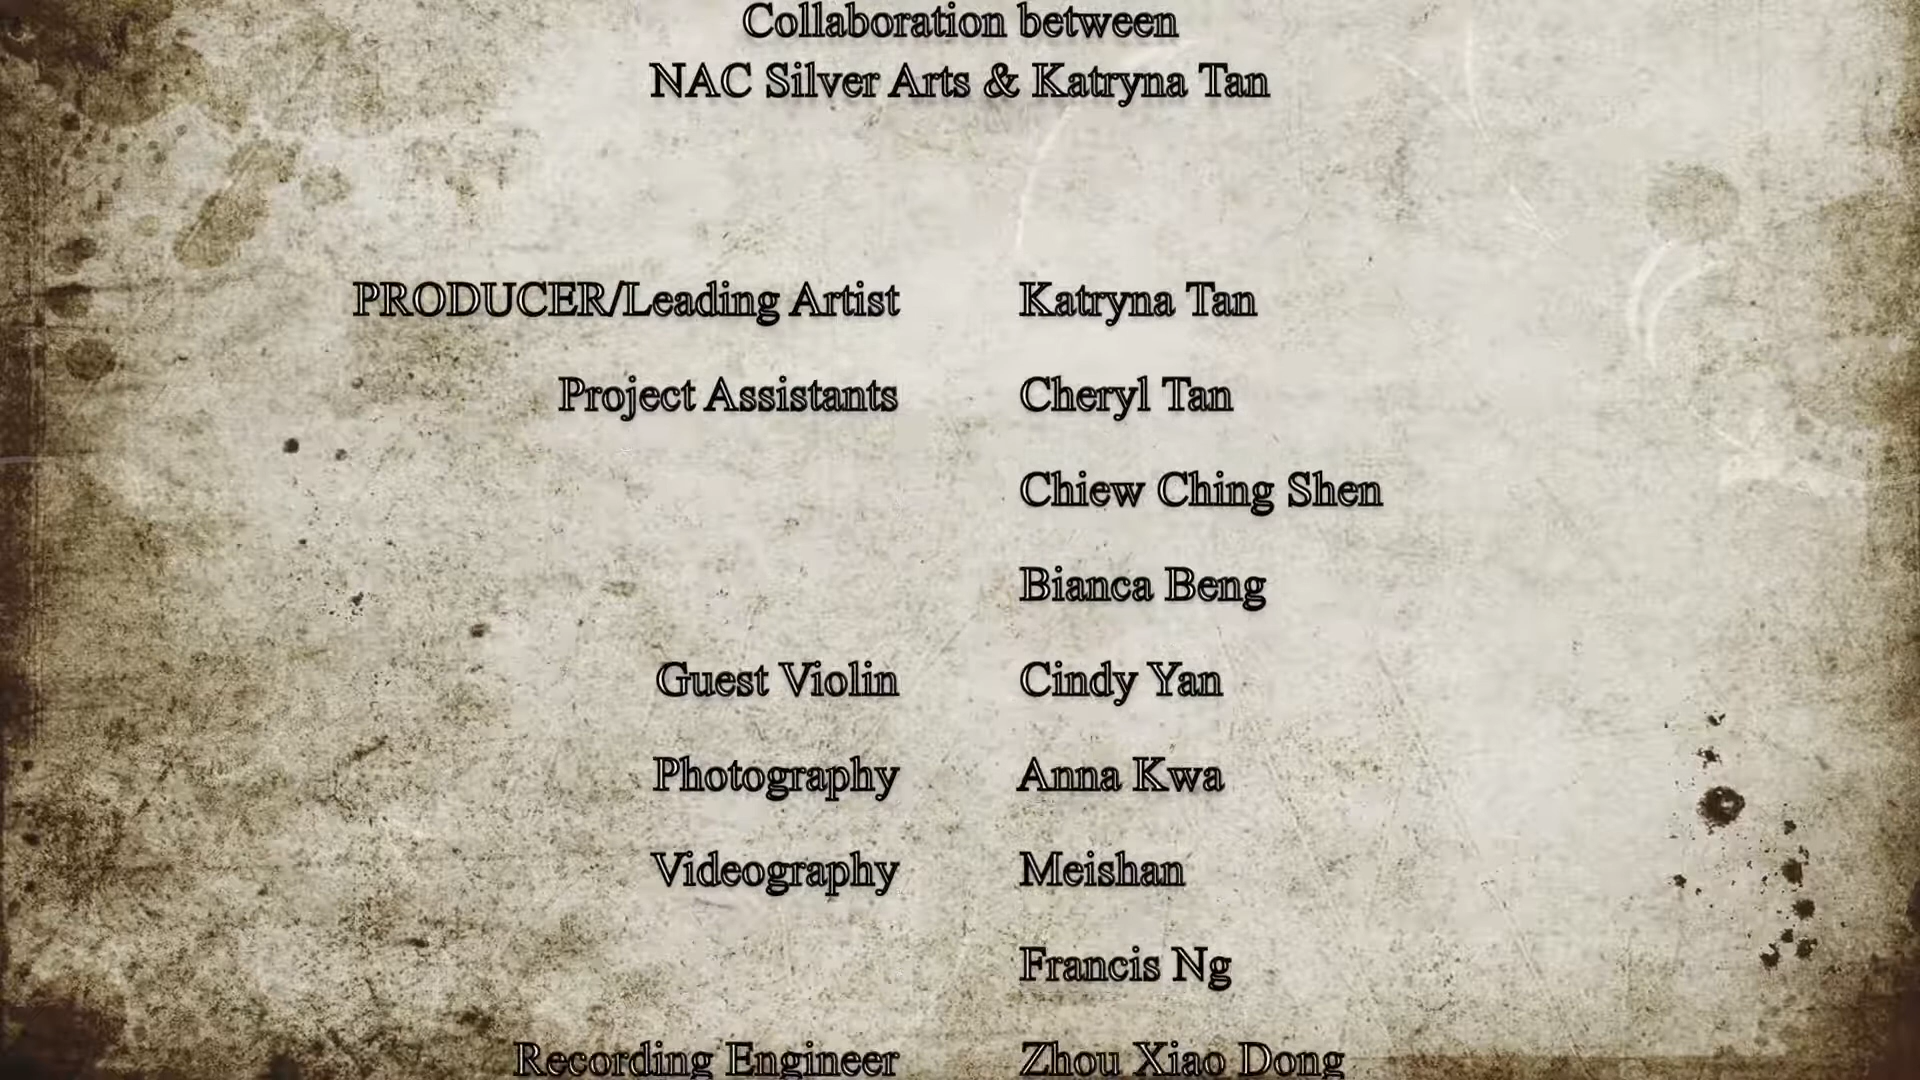 Collaboration between
NAC Silver Arts & Katryna Tan
PRODUCER/Leading Artist Katryna Tan
Project Assistants Cheryl Tan
Chiew Ching Shen
Bianca Beng
Guest Violin Cindy Yan
Photography Anna Kwa
Videography Meishan
Francis Ng
Recording Engineer Zhou Xiao Dong